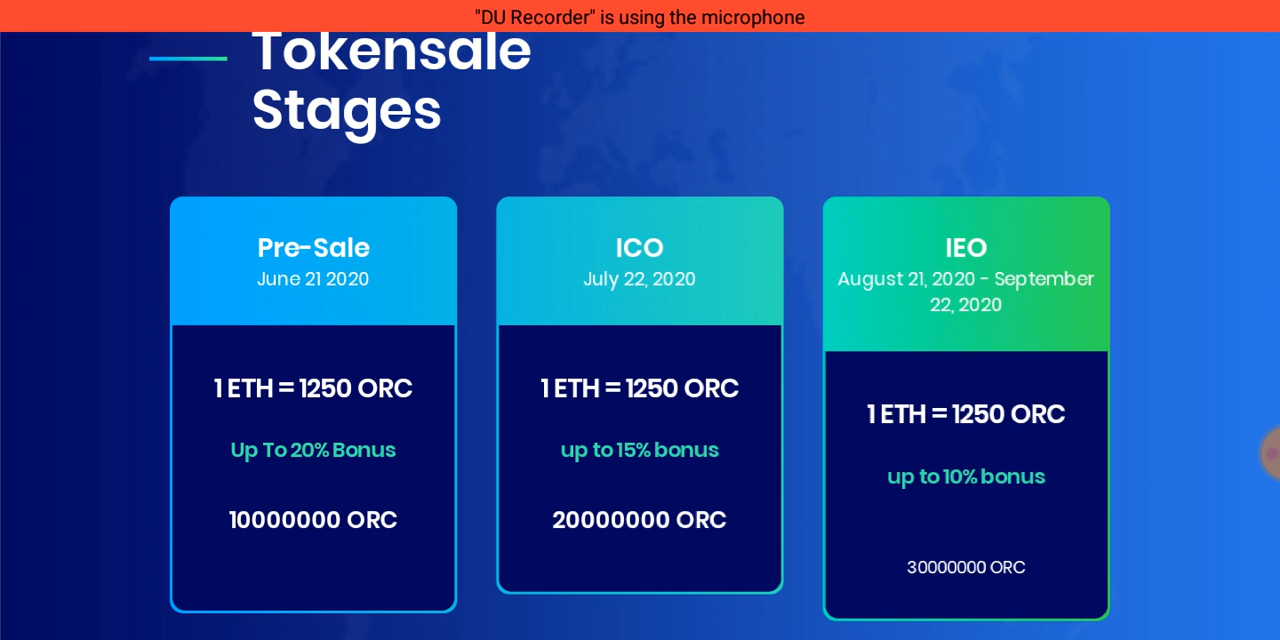 "DU Recorder" is using the microphone
Tokensale
Stages
Pre-Sale
June 21 2020
1 ETH = 1250 ORC
Up To 20% Bonus
10000000 ORC
ICO
July 22, 2020
1 ETH = 1250 ORC
up to 15% bonus
20000000 ORC
IEO
August 21, 2020 - September
22, 2020
1 ETH = 1250 ORC
up to 10% bonus
30000000 ORC